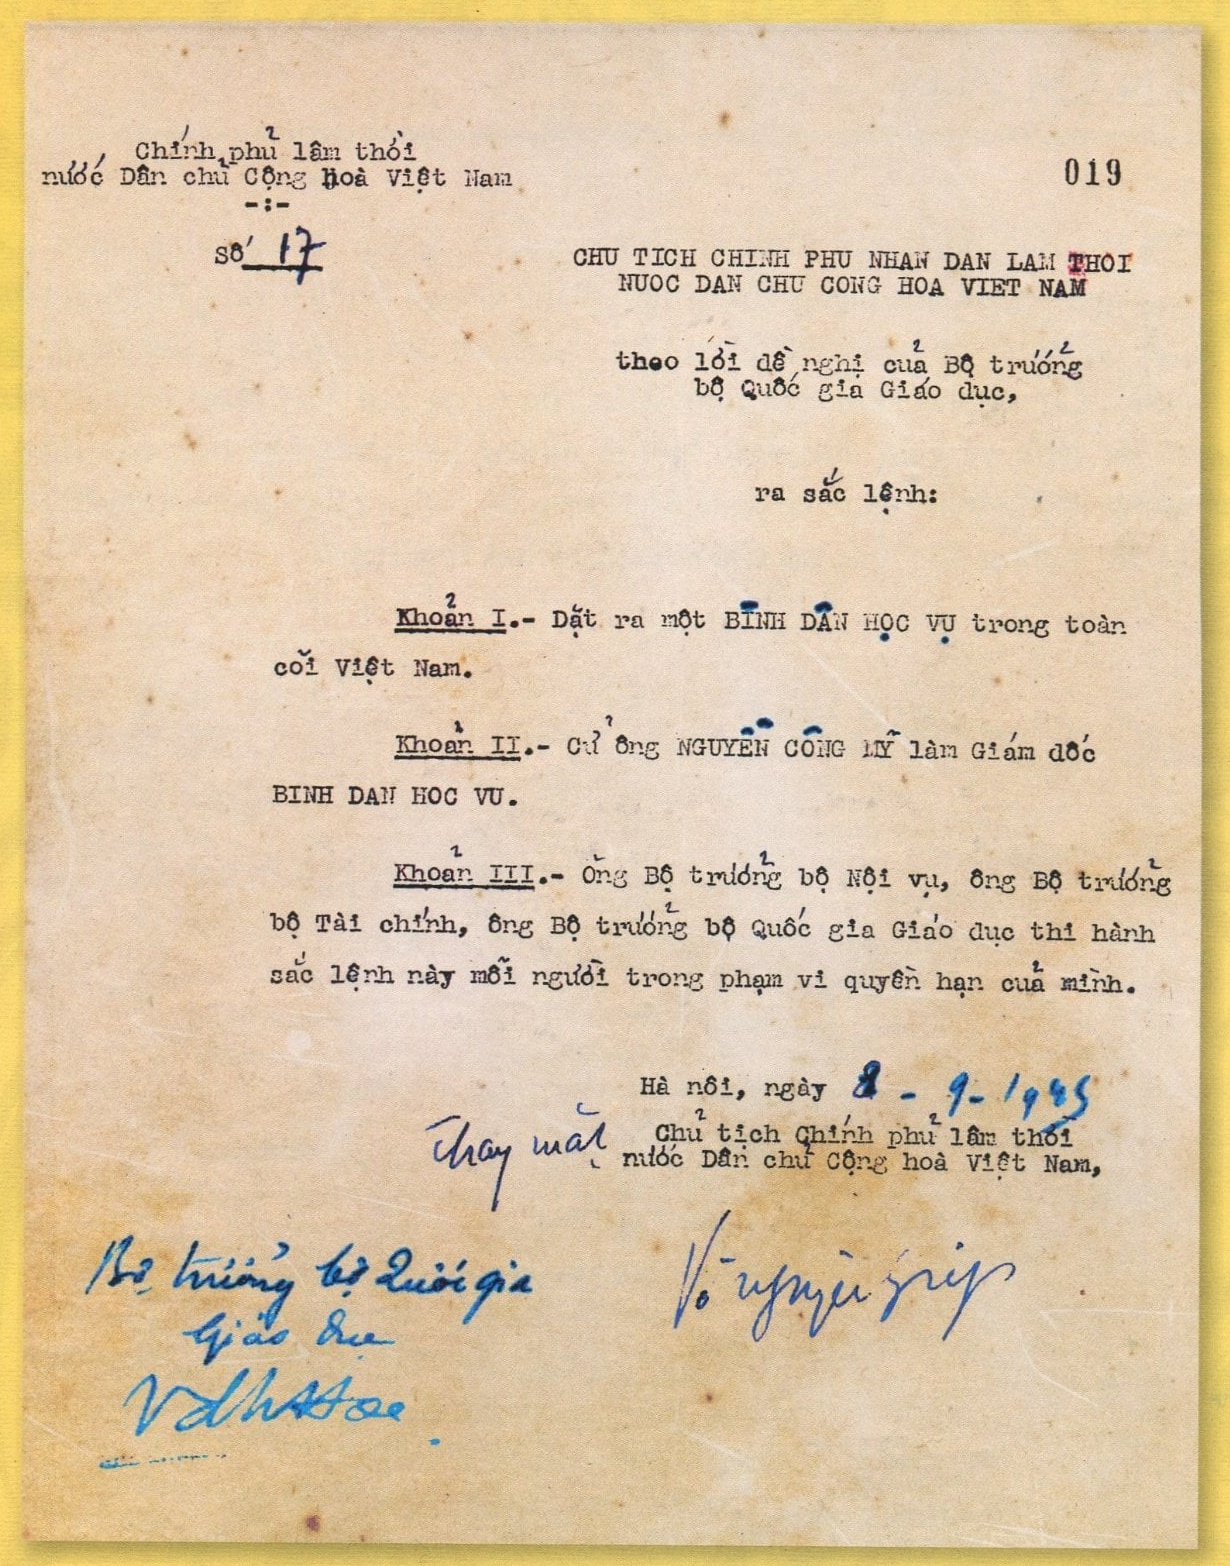 Chính phủ lâm thời
nước Dân chủ Cộng hoà Việt Nam
-:-
số 17
019
CHU TICH CHINH PHU NHAN DAN LAM THOI
NUOC DAN CHU CONG HOA VIET NAM
theo lời đề nghị của Bộ trưởng
bộ Quốc gia Giáo dục,
ra sắc lệnh:
Khoản I.- Dặt ra một BÌNH DÂN HỌC VỤ trong toàn
cõi Việt Nam.
Khoản II.- Cử ông NGUYỄN CÔNG MỸ làm Giám đốc
BINH DAN HOC VU.
Khoản III.- Ông Bộ trưởng bộ Nội vụ, ông Bộ trưởng
bộ Tài chính, ông Bộ trưởng bộ Quốc gia Giáo dục thi hành
sắc lệnh này mỗi người trong phạm vi quyền hạn của mình.
Hà nôi, ngày 8 - 9 - 1945
Thay mặt Chủ tịch Chính phủ lâm thời
nước Dân chủ Cộng hoà Việt Nam,
Võ nguyên giáp
Bộ trưởng bộ Quốc gia
Giáo dục